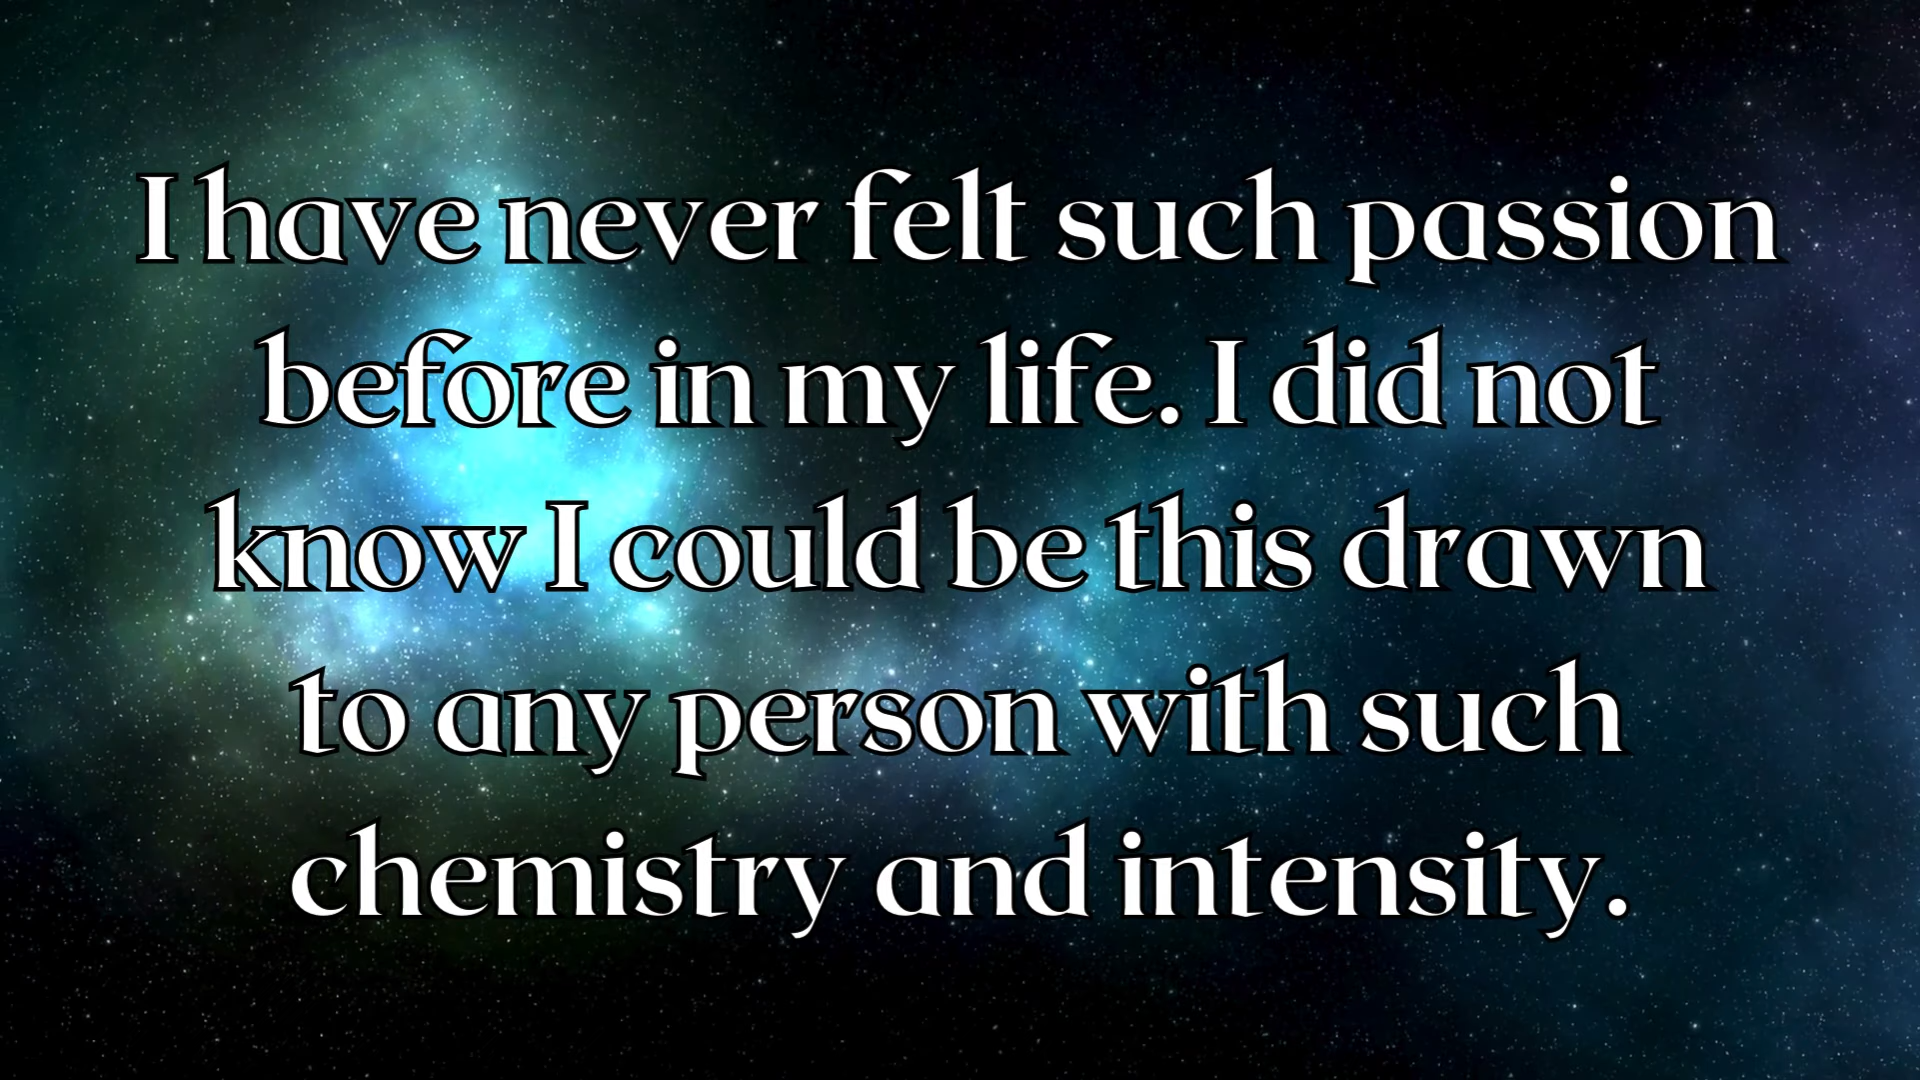 I have never felt such passion
before in my life. I did not
know I could be this drawn
to any person with such
chemistry and intensity.